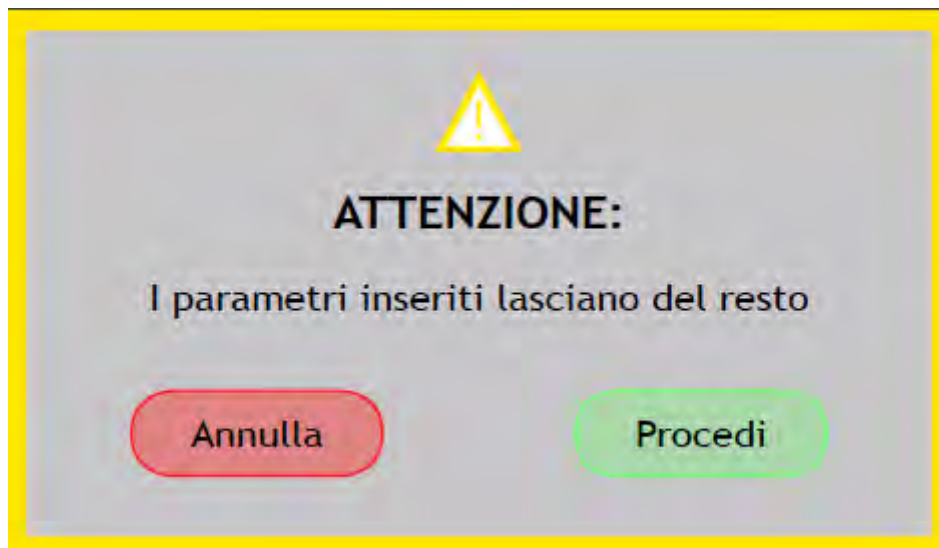 ATTENZIONE:
I parametri inseriti lasciano del resto
Annulla Procedi